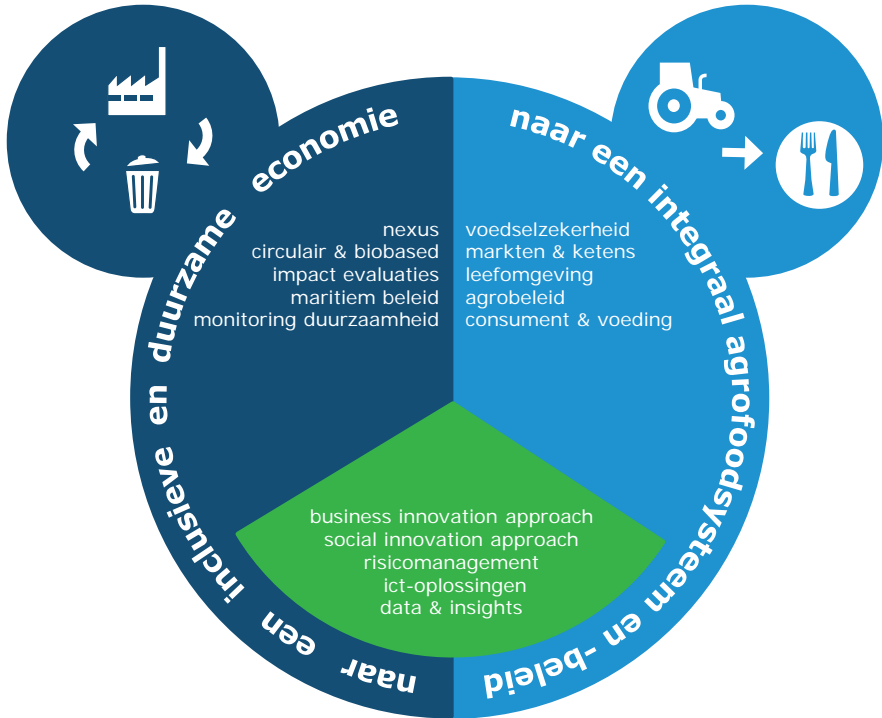 naar een inclusieve en duurzame economie
naar een integraal agrofoodsysteem en -beleid
nexus
circulair & biobased
impact evaluaties
maritiem beleid
monitoring duurzaamheid
voedselzekerheid
markten & ketens
leefomgeving
agrobeleid
consument & voeding
business innovation approach
social innovation approach
risicomanagement
ict-oplossingen
data & insights